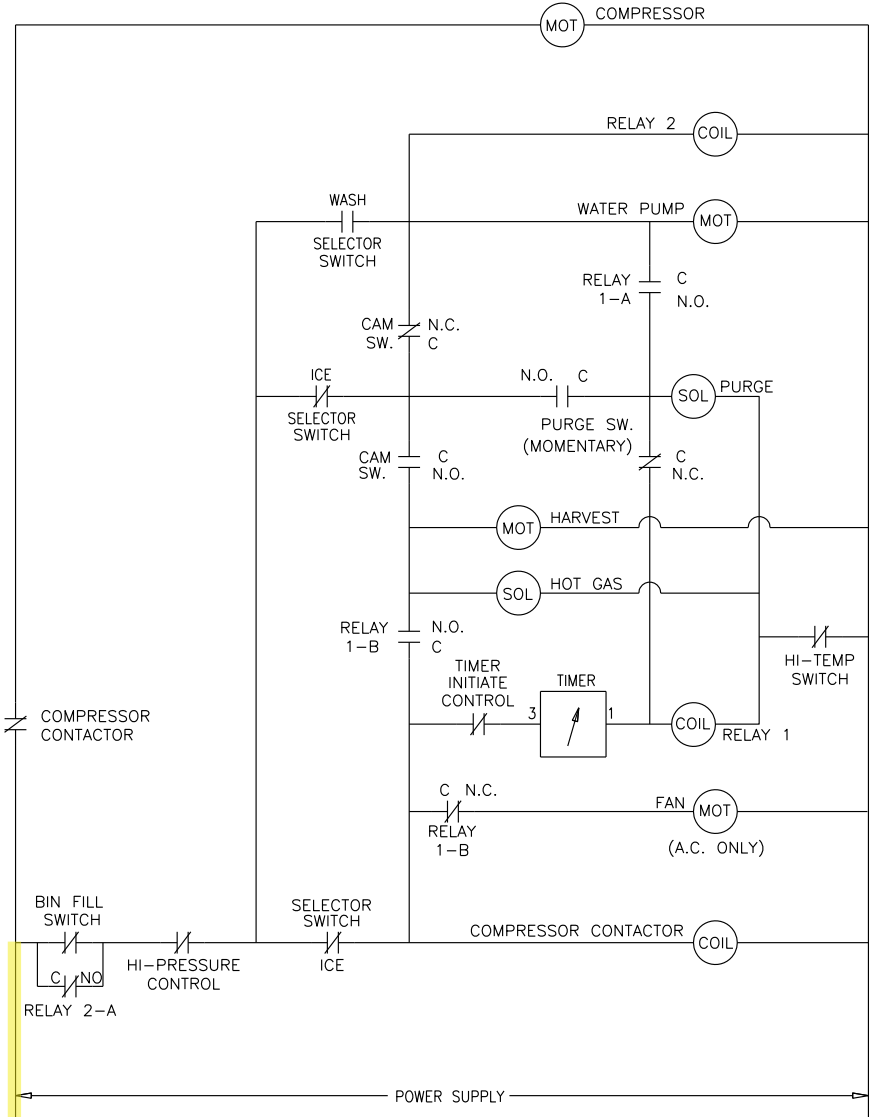 MOT
COMPRESSOR
RELAY 2
COIL
WASH
SELECTOR
SWITCH
WATER PUMP
MOT
RELAY
1-A
C
N.O.
CAM
SW.
N.C.
C
ICE
SELECTOR
SWITCH
N.O. C
PURGE SW.
(MOMENTARY)
SOL
PURGE
CAM
SW.
C
N.O.
C
N.C.
MOT
HARVEST
SOL
HOT GAS
RELAY
1-B
N.O.
C
HI-TEMP
SWITCH
TIMER
INITIATE
CONTROL
3
TIMER
1
COIL
RELAY 1
COMPRESSOR
CONTACTOR
C N.C.
RELAY
1-B
FAN
MOT
(A.C. ONLY)
BIN FILL
SWITCH
C NO
RELAY 2-A
HI-PRESSURE
CONTROL
SELECTOR
SWITCH
ICE
COMPRESSOR CONTACTOR
COIL
POWER SUPPLY